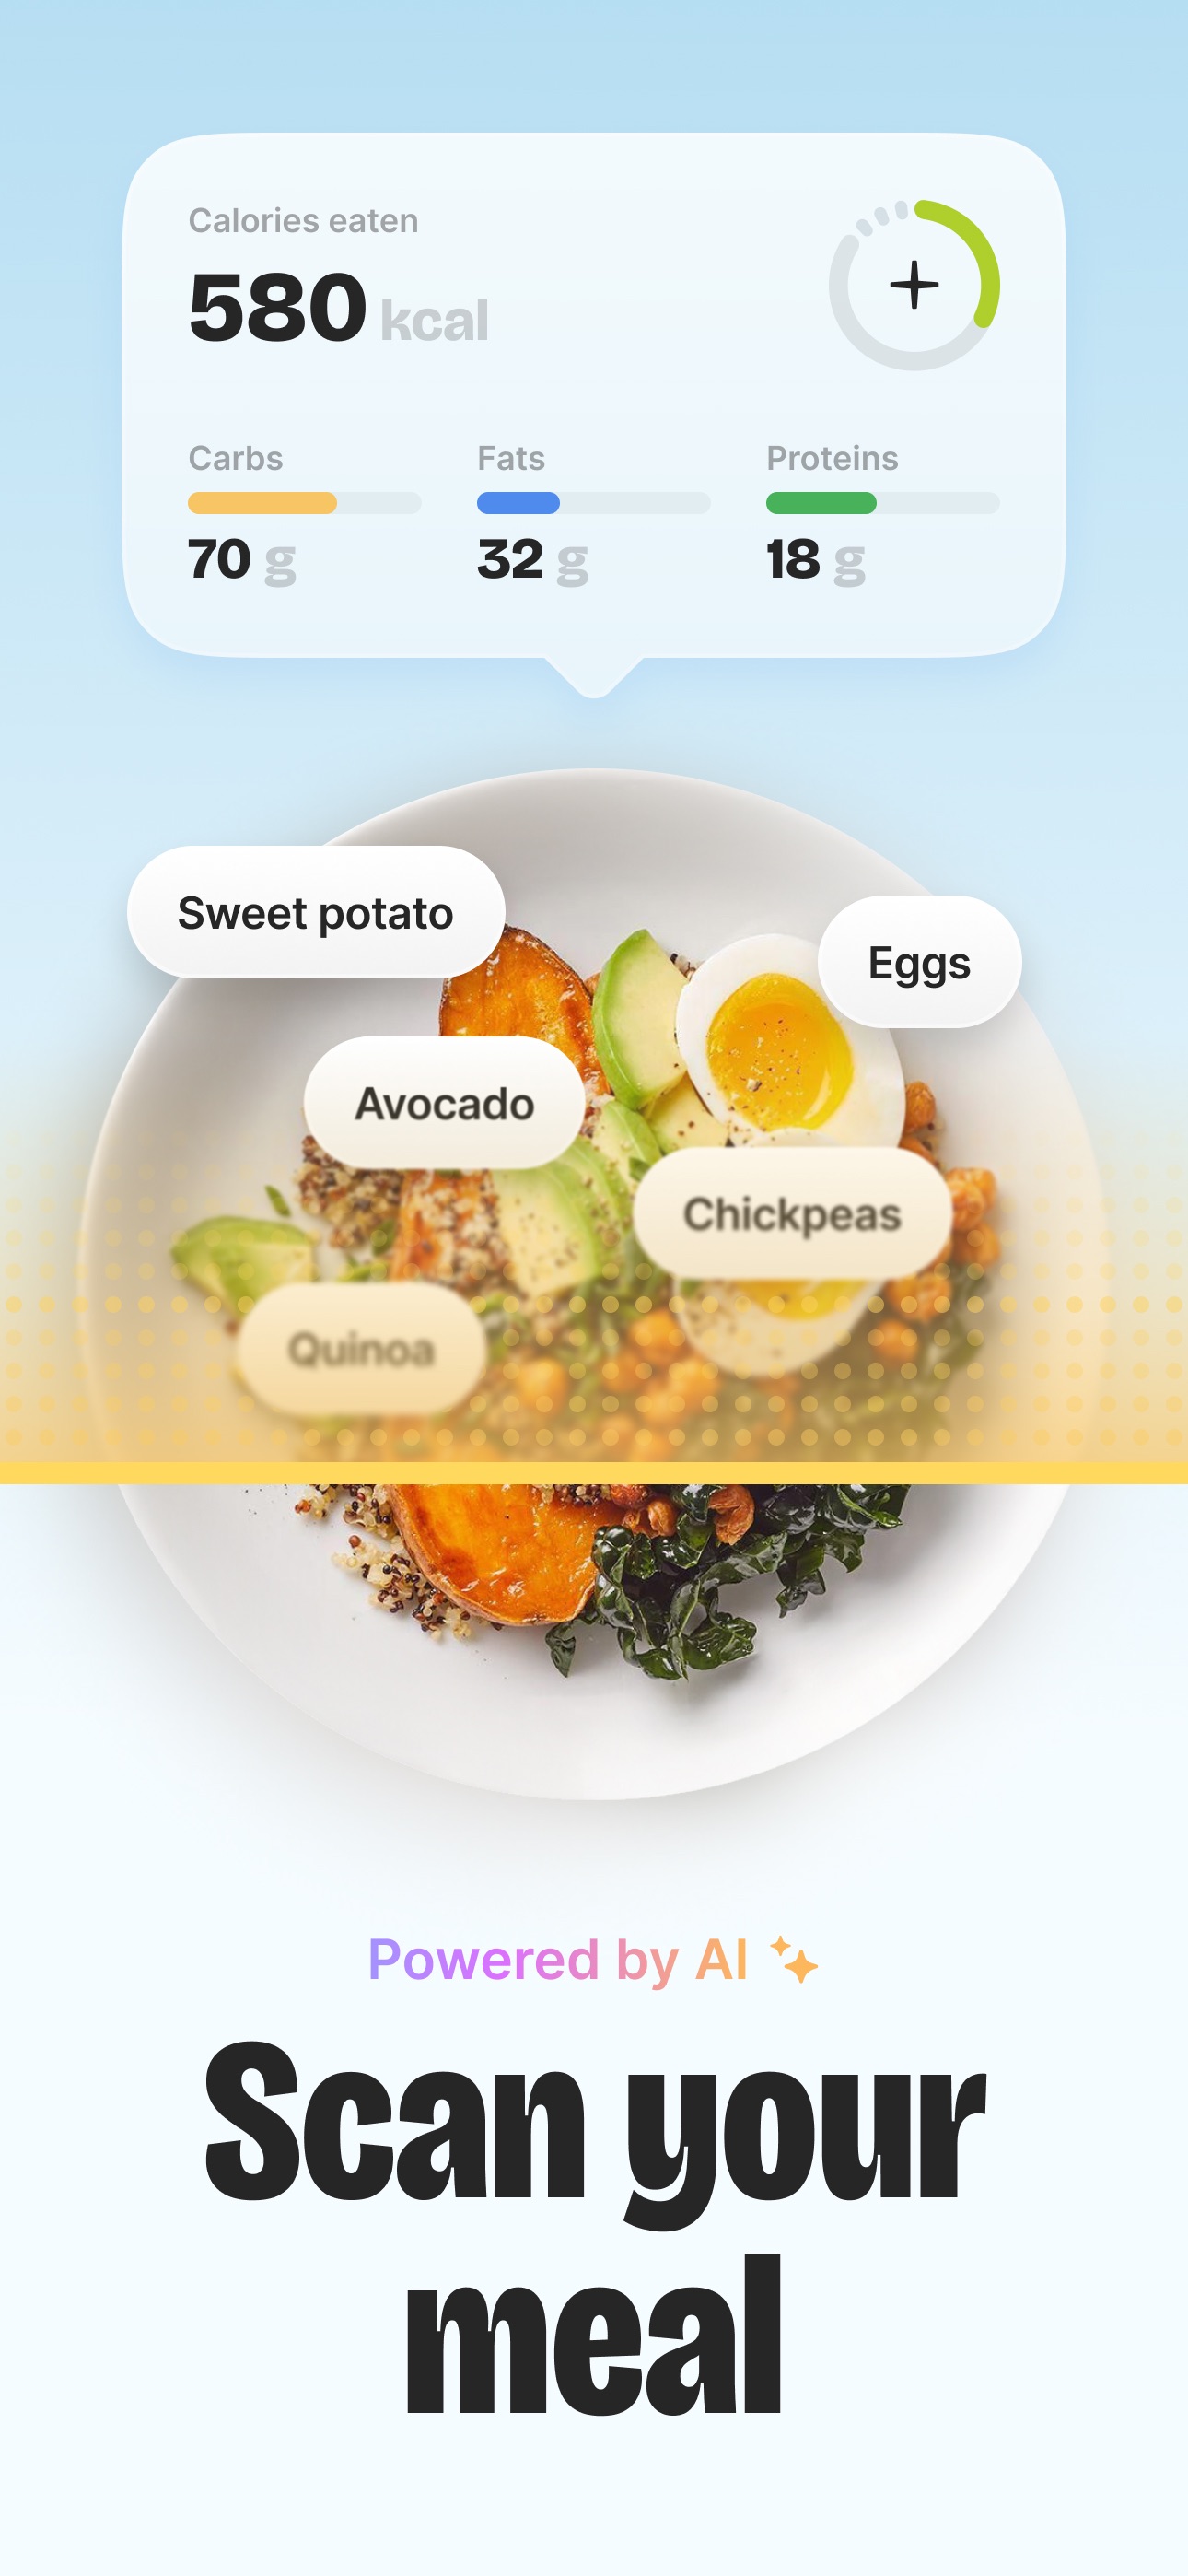 Calories eaten
580 kcal
Carbs Fats Proteins
70 g 32 g 18 g
Sweet potato
Eggs
Avocado
Chickpeas
Quinoa
Powered by AI
Scan your
meal